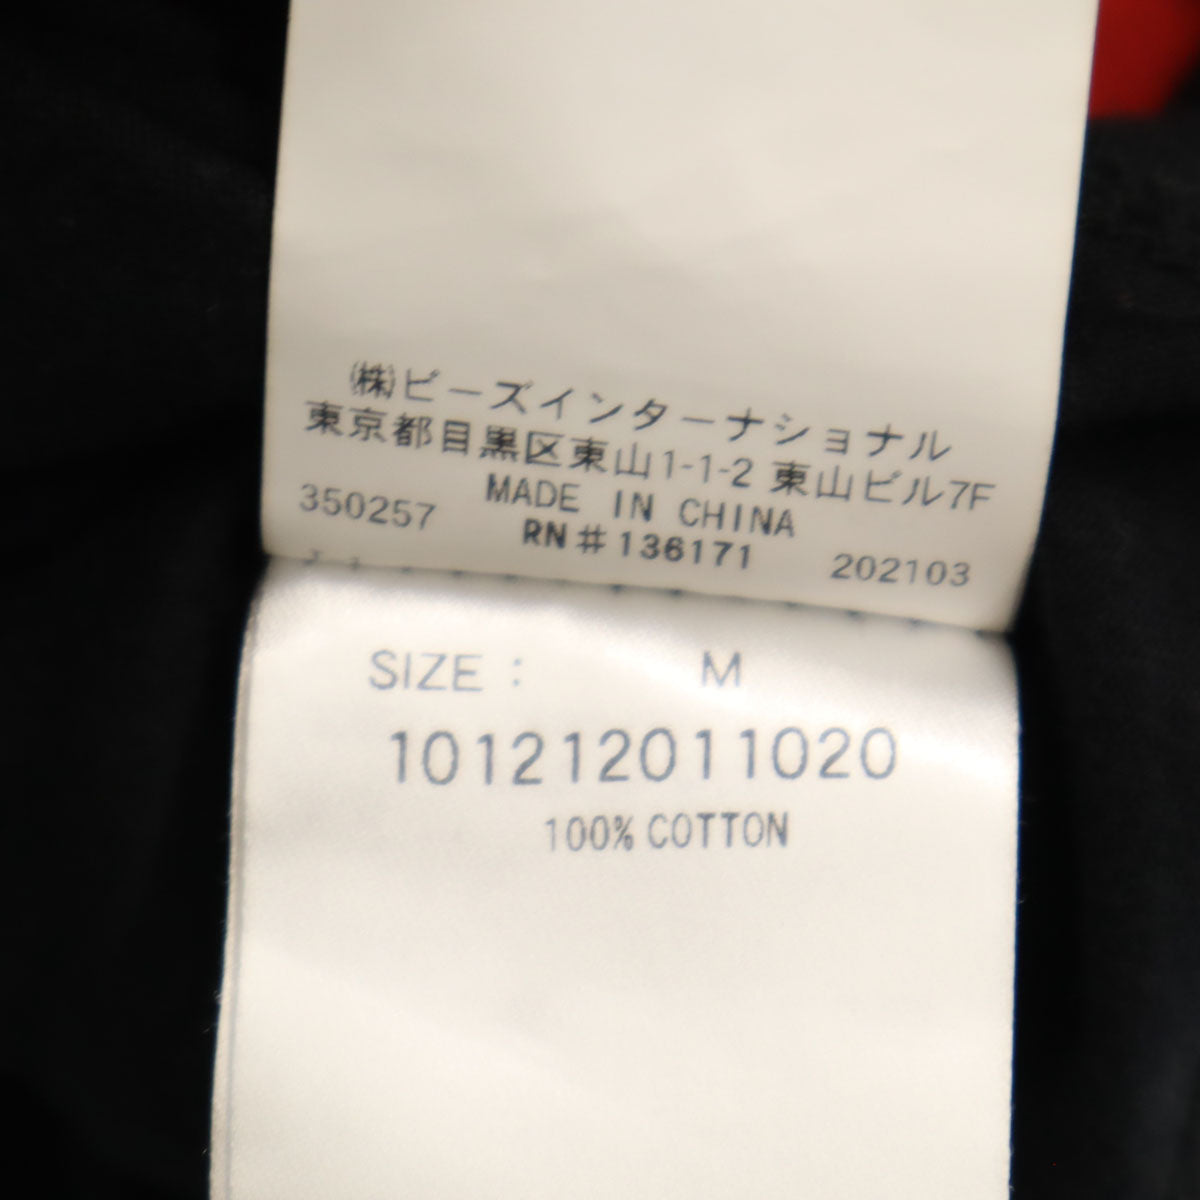 ㈱ビーズインターナショナル
東京都目黒区東山1-1-2 東山ビル7F
MADE IN CHINA
350257 RN#136171 202103
SIZE: M
101212011020
100% COTTON